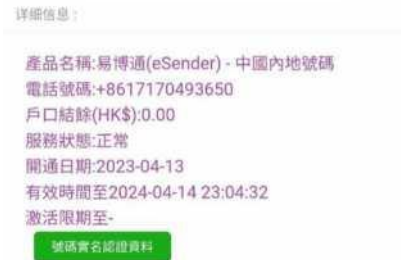 详细信息：
產品名稱:易博通(eSender) - 中國內地號碼
電話號碼:+8617170493650
戶口結餘(HK$):0.00
服務狀態:正常
開通日期:2023-04-13
有效時間至2024-04-14 23:04:32
激活限期至-
號碼實名認證資料